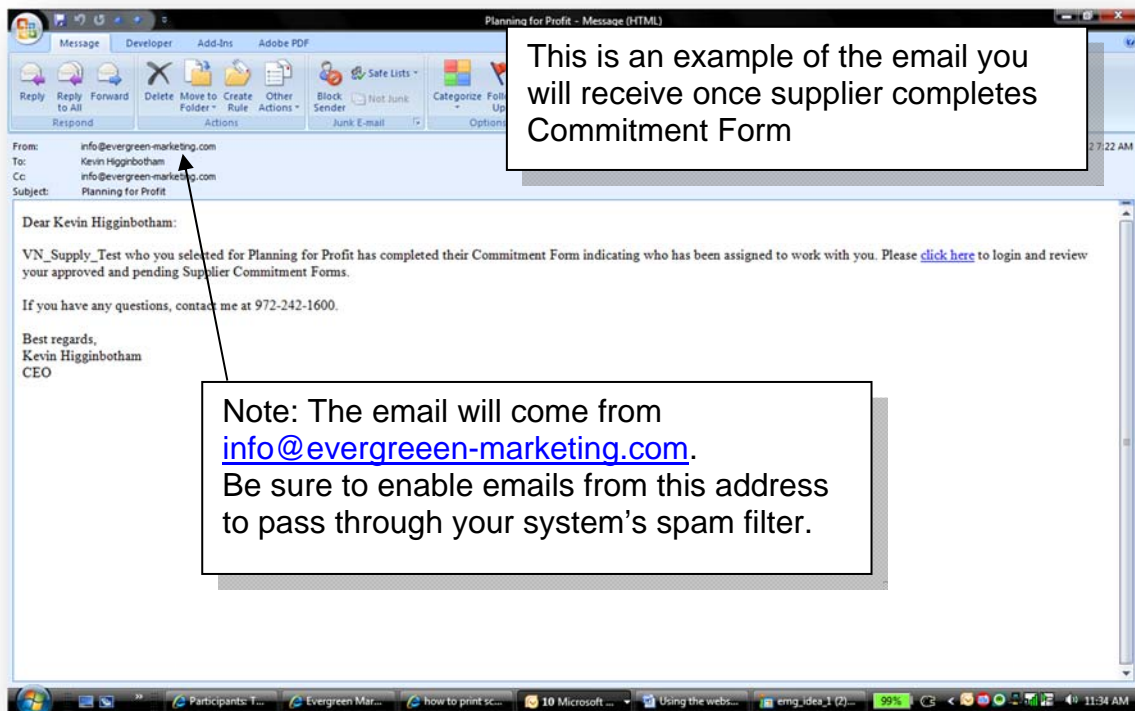 Planning for Profit - Message (HTML)
Message Developer Add-Ins Adobe PDF
Reply Reply to All Forward Delete Move to Folder Create Rule Other Actions Block Sender Safe Lists Not Junk Categorize
Respond Actions Junk E-mail Options
This is an example of the email you
will receive once supplier completes
Commitment Form
From: info@evergreen-marketing.com 7:22 AM
To: Kevin Higginbotham
Cc: info@evergreen-marketing.com
Subject: Planning for Profit
Dear Kevin Higginbotham:
VN_Supply_Test who you selected for Planning for Profit has completed their Commitment Form indicating who has been assigned to work with you. Please click here to login and review
your approved and pending Supplier Commitment Forms.
If you have any questions, contact me at 972-242-1600.
Best regards,
Kevin Higginbotham
CEO
Note: The email will come from
info@evergreeen-marketing.com.
Be sure to enable emails from this address
to pass through your system's spam filter.
Participants: T... Evergreen Mar... how to print sc... 10 Microsoft ... Using the webs... emg_idea_1 (2)... 99% 11:34 AM